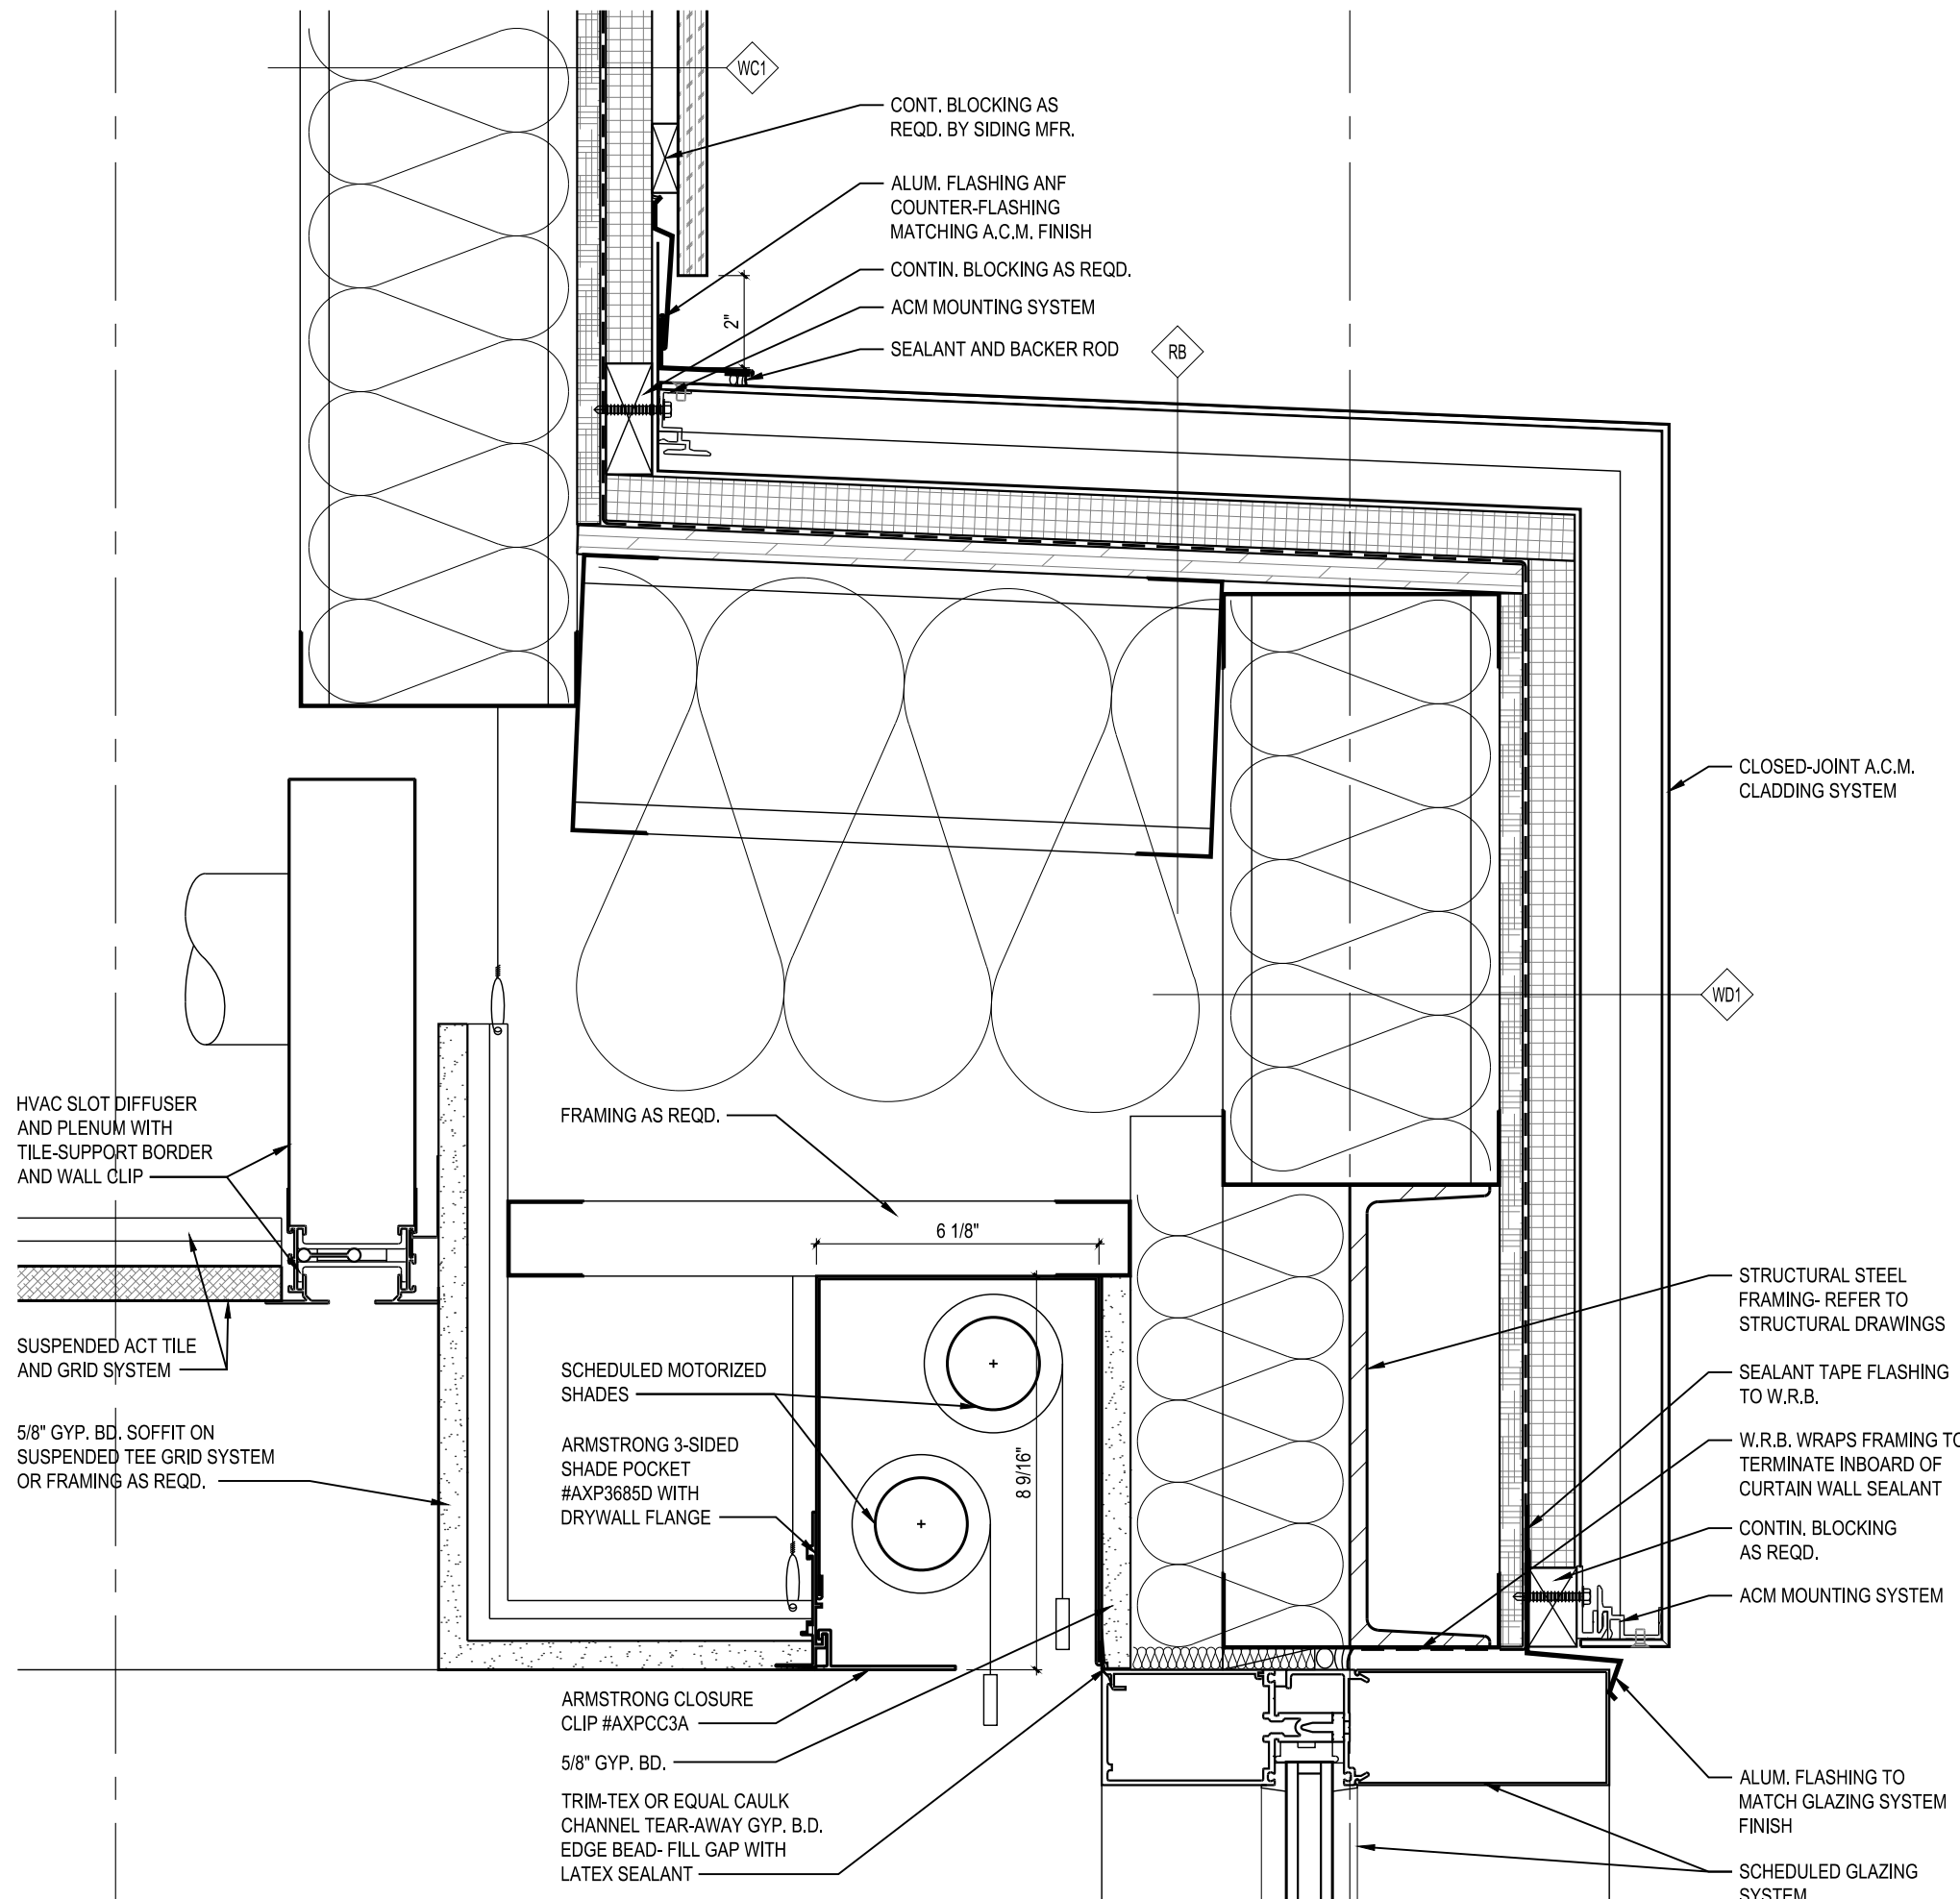 WC1
CONT. BLOCKING AS
REQD. BY SIDING MFR.
ALUM. FLASHING ANF
COUNTER-FLASHING
MATCHING A.C.M. FINISH
CONTIN. BLOCKING AS REQD.
ACM MOUNTING SYSTEM
SEALANT AND BACKER ROD
2"
RB
CLOSED-JOINT A.C.M.
CLADDING SYSTEM
WD1
HVAC SLOT DIFFUSER
AND PLENUM WITH
TILE-SUPPORT BORDER
AND WALL CLIP
SUSPENDED ACT TILE
AND GRID SYSTEM
5/8" GYP. BD. SOFFIT ON
SUSPENDED TEE GRID SYSTEM
OR FRAMING AS REQD.
FRAMING AS REQD.
6 1/8"
8 9/16"
SCHEDULED MOTORIZED
SHADES
ARMSTRONG 3-SIDED
SHADE POCKET
#AXP3685D WITH
DRYWALL FLANGE
ARMSTRONG CLOSURE
CLIP #AXPCC3A
5/8" GYP. BD.
TRIM-TEX OR EQUAL CAULK
CHANNEL TEAR-AWAY GYP. B.D.
EDGE BEAD- FILL GAP WITH
LATEX SEALANT
STRUCTURAL STEEL
FRAMING- REFER TO
STRUCTURAL DRAWINGS
SEALANT TAPE FLASHING
TO W.R.B.
W.R.B. WRAPS FRAMING TO
TERMINATE INBOARD OF
CURTAIN WALL SEALANT
CONTIN. BLOCKING
AS REQD.
ACM MOUNTING SYSTEM
ALUM. FLASHING TO
MATCH GLAZING SYSTEM
FINISH
SCHEDULED GLAZING
SYSTEM